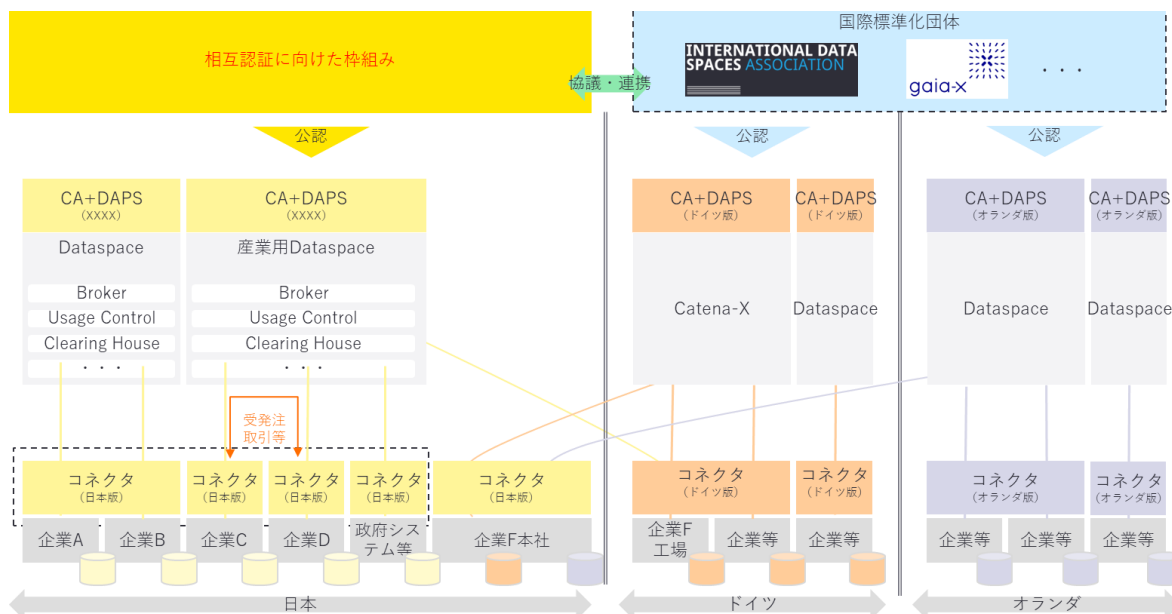 国際標準化団体
相互認証に向けた枠組み
協議・連携
INTERNATIONAL DATA
SPACES ASSOCIATION
gaia-x
・・・
公認
公認
公認
CA+DAPS
(XXXX)
CA+DAPS
(XXXX)
CA+DAPS
(ドイツ版)
CA+DAPS
(ドイツ版)
CA+DAPS
(オランダ版)
CA+DAPS
(オランダ版)
Dataspace
Broker
Usage Control
Clearing House
・・・
産業用Dataspace
Broker
Usage Control
Clearing House
・・・
Catena-X
Dataspace
Dataspace
Dataspace
受発注
取引等
コネクタ
(日本版)
コネクタ
(日本版)
コネクタ
(日本版)
コネクタ
(日本版)
コネクタ
(日本版)
コネクタ
(ドイツ版)
コネクタ
(ドイツ版)
コネクタ
(オランダ版)
コネクタ
(オランダ版)
企業A
企業B
企業C
企業D
政府シス
テム等
企業F本社
企業F
工場
企業等
企業等
企業等
企業等
企業等
日本
ドイツ
オランダ